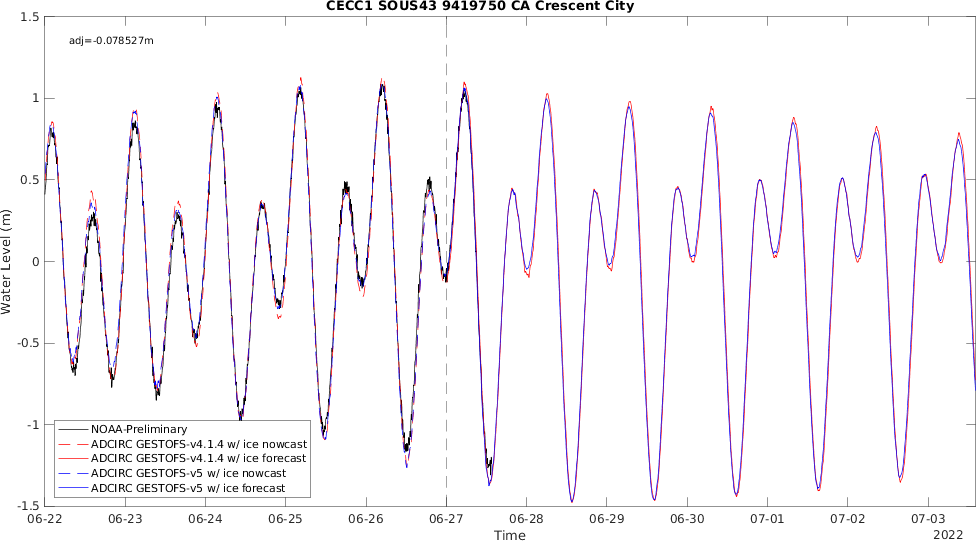 CECC1 SOUS43 9419750 CA Crescent City
adj=-0.078527m
1.5
1
0.5
0
-0.5
-1
-1.5
Water Level (m)
NOAA-Preliminary
ADCIRC GESTOFS-v4.1.4 w/ ice nowcast
ADCIRC GESTOFS-v4.1.4 w/ ice forecast
ADCIRC GESTOFS-v5 w/ ice nowcast
ADCIRC GESTOFS-v5 w/ ice forecast
06-22 06-23 06-24 06-25 06-26 06-27 06-28 06-29 06-30 07-01 07-02 07-03
Time
2022